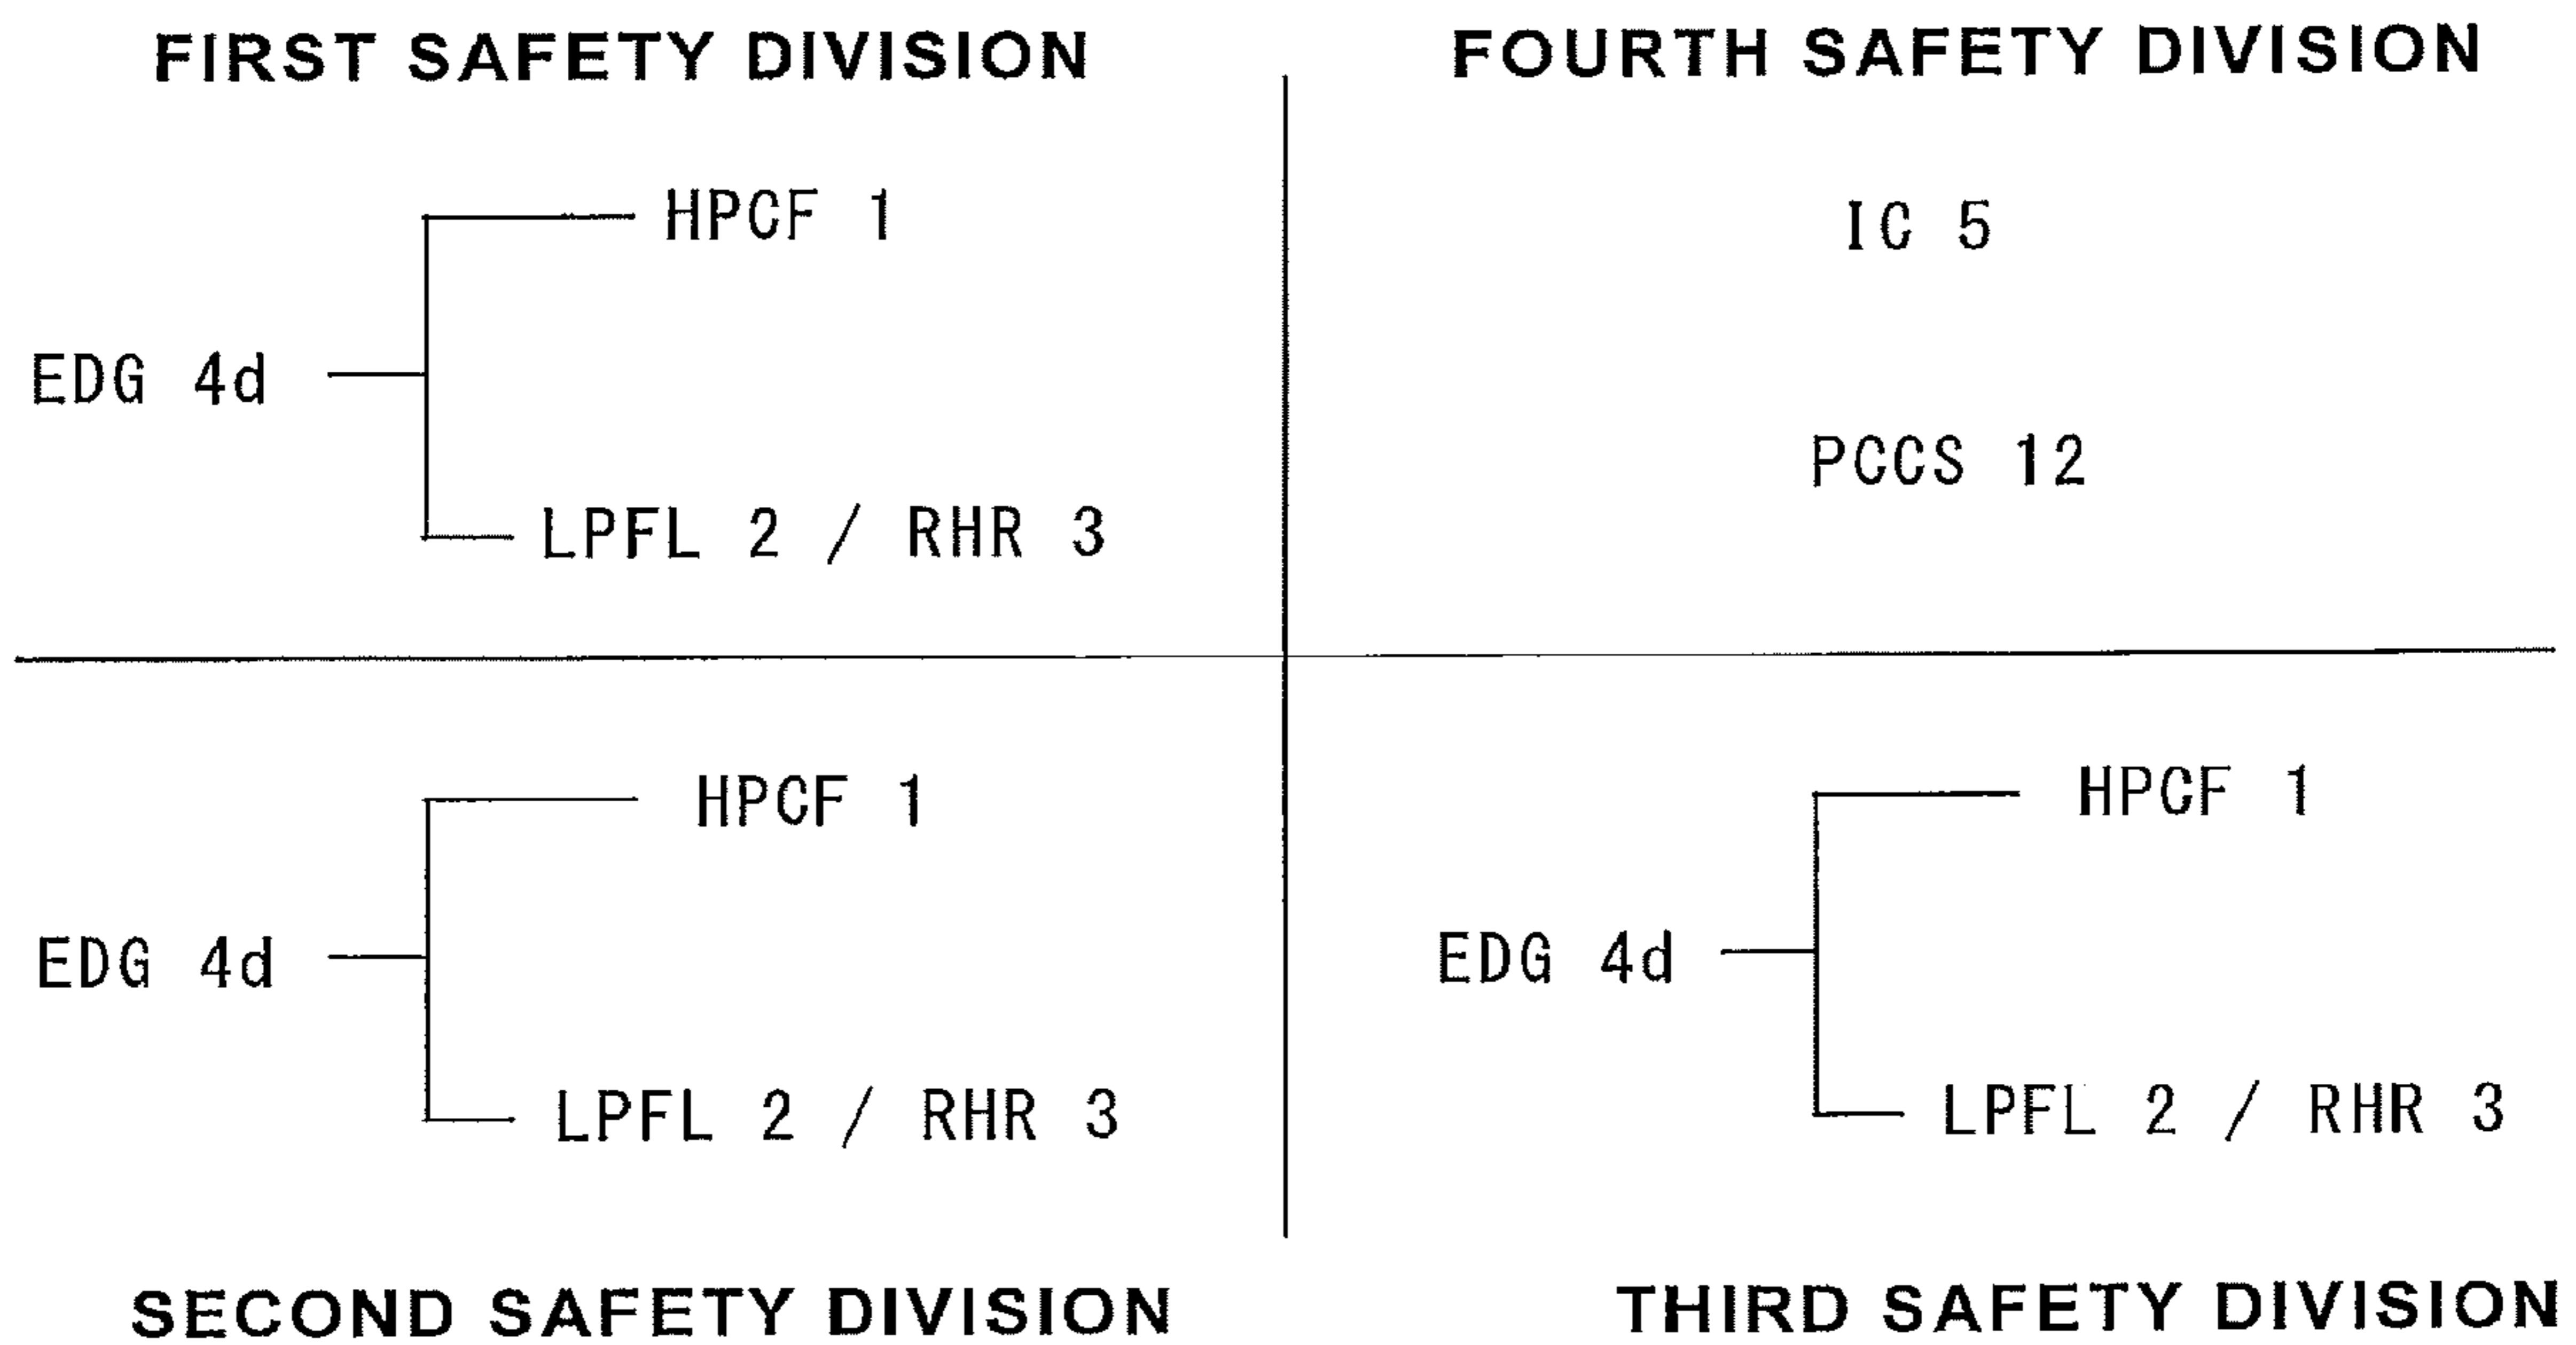 FIRST SAFETY DIVISION
HPCF 1
EDG 4d
LPFL 2 / RHR 3
FOURTH SAFETY DIVISION
IC 5
PCCS 12
HPCF 1
EDG 4d
LPFL 2 / RHR 3
SECOND SAFETY DIVISION
HPCF 1
EDG 4d
LPFL 2 / RHR 3
THIRD SAFETY DIVISION